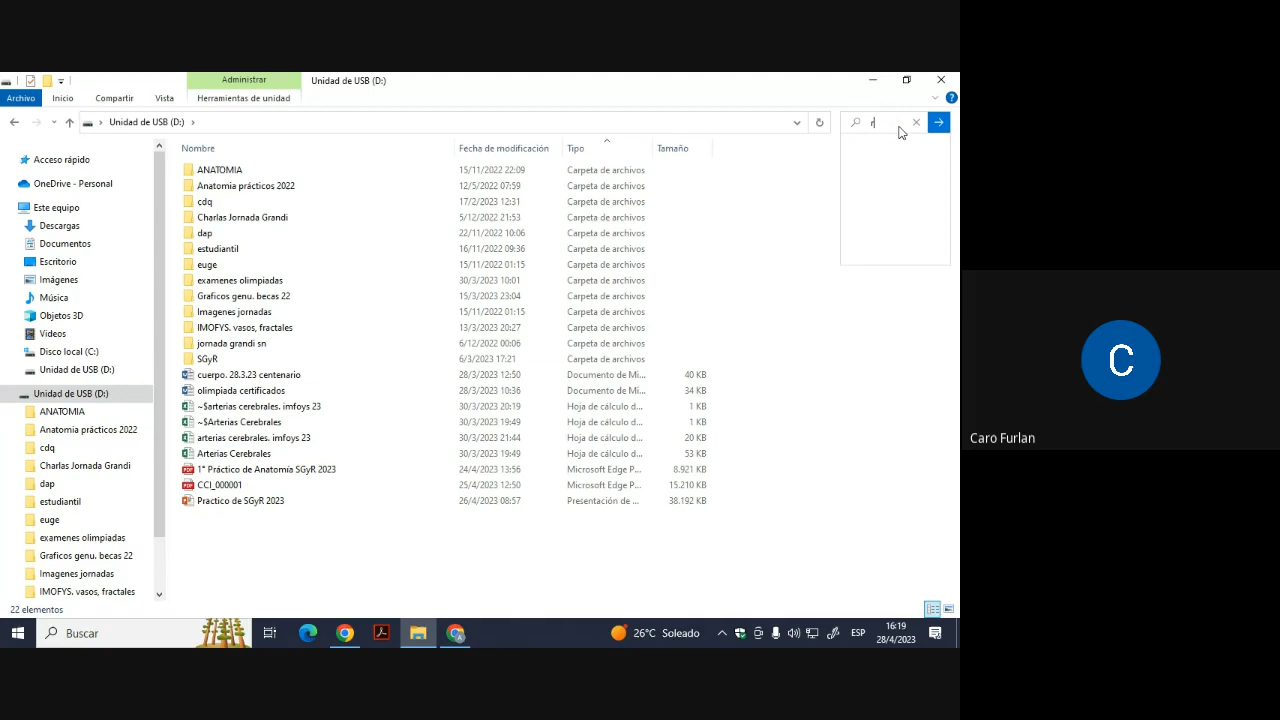 Administrar
Unidad de USB (D:)
Archivo
Inicio
Compartir
Vista
Herramientas de unidad
Unidad de USB (D:)
r
Nombre
Fecha de modificación
Tipo
Tamaño
ANATOMIA 15/11/2022 22:09 Carpeta de archivos
Anatomia prácticos 2022 12/5/2022 07:59 Carpeta de archivos
cdq 17/2/2023 12:31 Carpeta de archivos
Charlas Jornada Grandi 5/12/2022 21:53 Carpeta de archivos
dap 22/11/2022 10:06 Carpeta de archivos
estudiantil 16/11/2022 09:36 Carpeta de archivos
euge 15/11/2022 01:15 Carpeta de archivos
examenes olimpiadas 30/3/2023 10:01 Carpeta de archivos
Graficos genu. becas 22 15/3/2023 23:04 Carpeta de archivos
Imagenes jornadas 15/11/2022 01:15 Carpeta de archivos
IMOFYS. vasos, fractales 13/3/2023 20:27 Carpeta de archivos
jornada grandi sn 6/12/2022 00:06 Carpeta de archivos
SGyR 6/3/2023 17:21 Carpeta de archivos
cuerpo. 28.3.23 centenario 28/3/2023 12:50 Documento de Mi... 40 KB
olimpiada certificados 28/3/2023 10:36 Documento de Mi... 34 KB
~$arterias cerebrales. imfoys 23 30/3/2023 20:19 Hoja de cálculo d... 1 KB
~$Arterias Cerebrales 30/3/2023 19:49 Hoja de cálculo d... 1 KB
arterias cerebrales. imfoys 23 30/3/2023 21:44 Hoja de cálculo d... 20 KB
Arterias Cerebrales 30/3/2023 19:49 Hoja de cálculo d... 53 KB
1° Práctico de Anatomía SGyR 2023 24/4/2023 13:56 Microsoft Edge P... 8.921 KB
CCI_000001 25/4/2023 12:50 Microsoft Edge P... 15.210 KB
Practico de SGyR 2023 26/4/2023 08:57 Presentación de ... 38.192 KB
Acceso rápido
OneDrive - Personal
Este equipo
Descargas
Documentos
Escritorio
Imágenes
Música
Objetos 3D
Vídeos
Disco local (C:)
Unidad de USB (D:)
Unidad de USB (D:)
ANATOMIA
Anatomia prácticos 2022
cdq
Charlas Jornada Grandi
dap
estudiantil
euge
examenes olimpiadas
Graficos genu. becas 22
Imagenes jornadas
IMOFYS. vasos, fractales
22 elementos
Buscar
26°C Soleado
ESP
16:19
28/4/2023
C
Caro Furlan